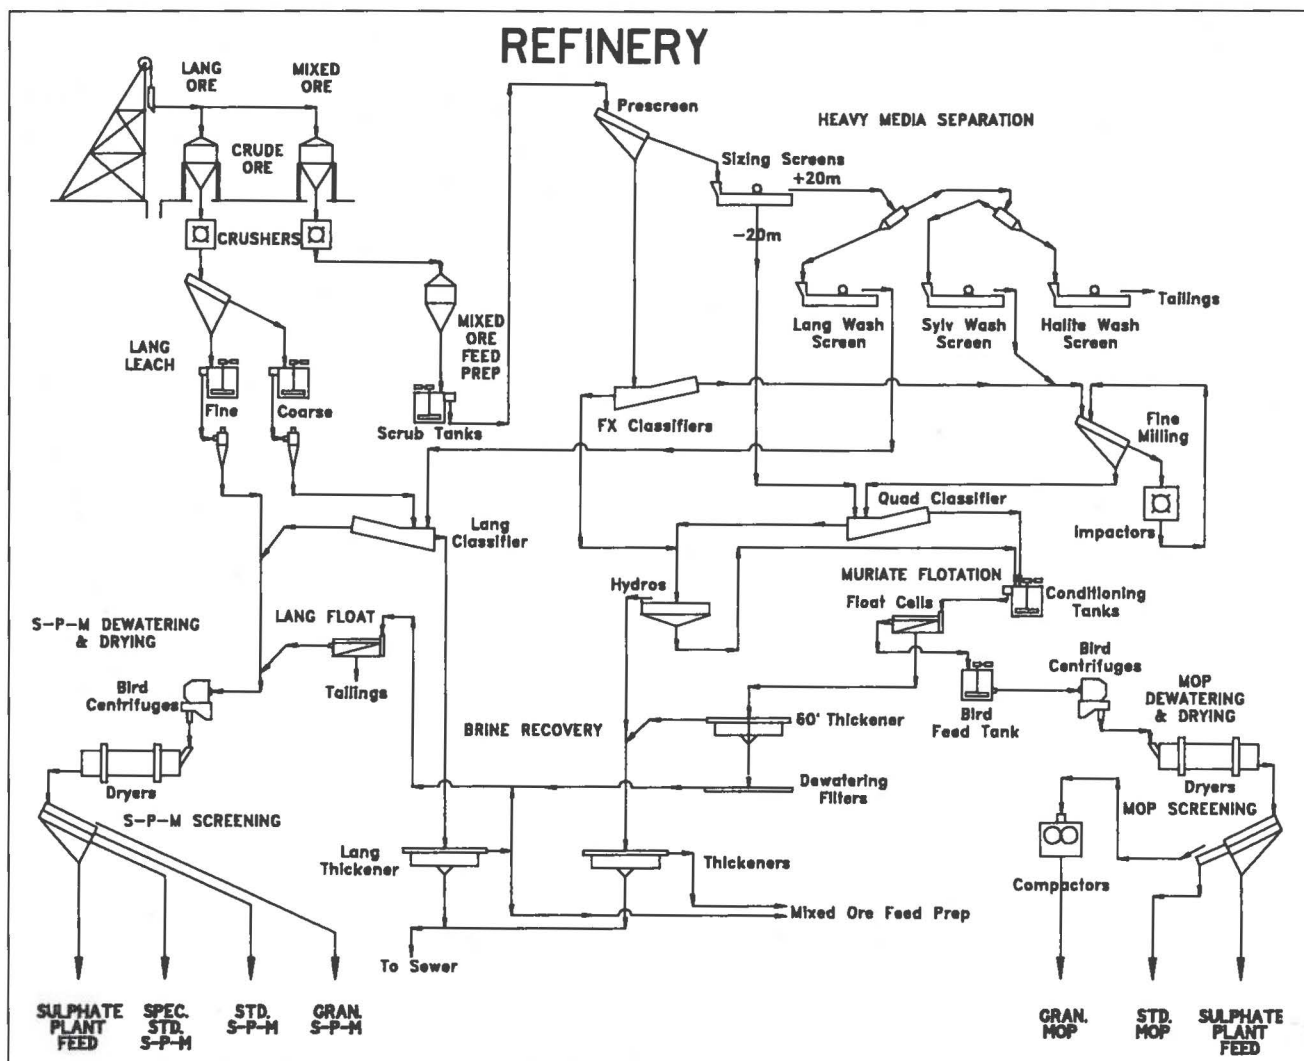 REFINERY
LANG
ORE
MIXED
ORE
CRUDE
ORE
CRUSHERS
LANG
LEACH
Fine
Coarse
MIXED
ORE
FEED
PREP
Scrub Tanks
Prescreen
HEAVY MEDIA SEPARATION
Sizing Screens
+20m
-20m
Lang Wash
Screen
Sylv Wash
Screen
Halite Wash
Screen
Tailings
FX Classifiers
Fine
Milling
Impactors
Quad Classifier
Lang
Classifier
Hydros
MURIATE FLOTATION
Float Cells
Conditioning
Tanks
S-P-M DEWATERING
& DRYING
LANG FLOAT
Tailings
Bird
Centrifuges
Dryers
BRINE RECOVERY
60' Thickener
Dewatering
Filters
Bird
Feed Tank
Bird
Centrifuges
MOP
DEWATERING
& DRYING
Dryers
S-P-M SCREENING
MOP SCREENING
Lang
Thickener
Thickeners
Compactors
Mixed Ore Feed Prep
To Sewer
SULPHATE
PLANT
FEED
SPEC.
STD.
S-P-M
STD.
S-P-M
GRAN.
S-P-M
GRAN.
MOP
STD.
MOP
SULPHATE
PLANT
FEED